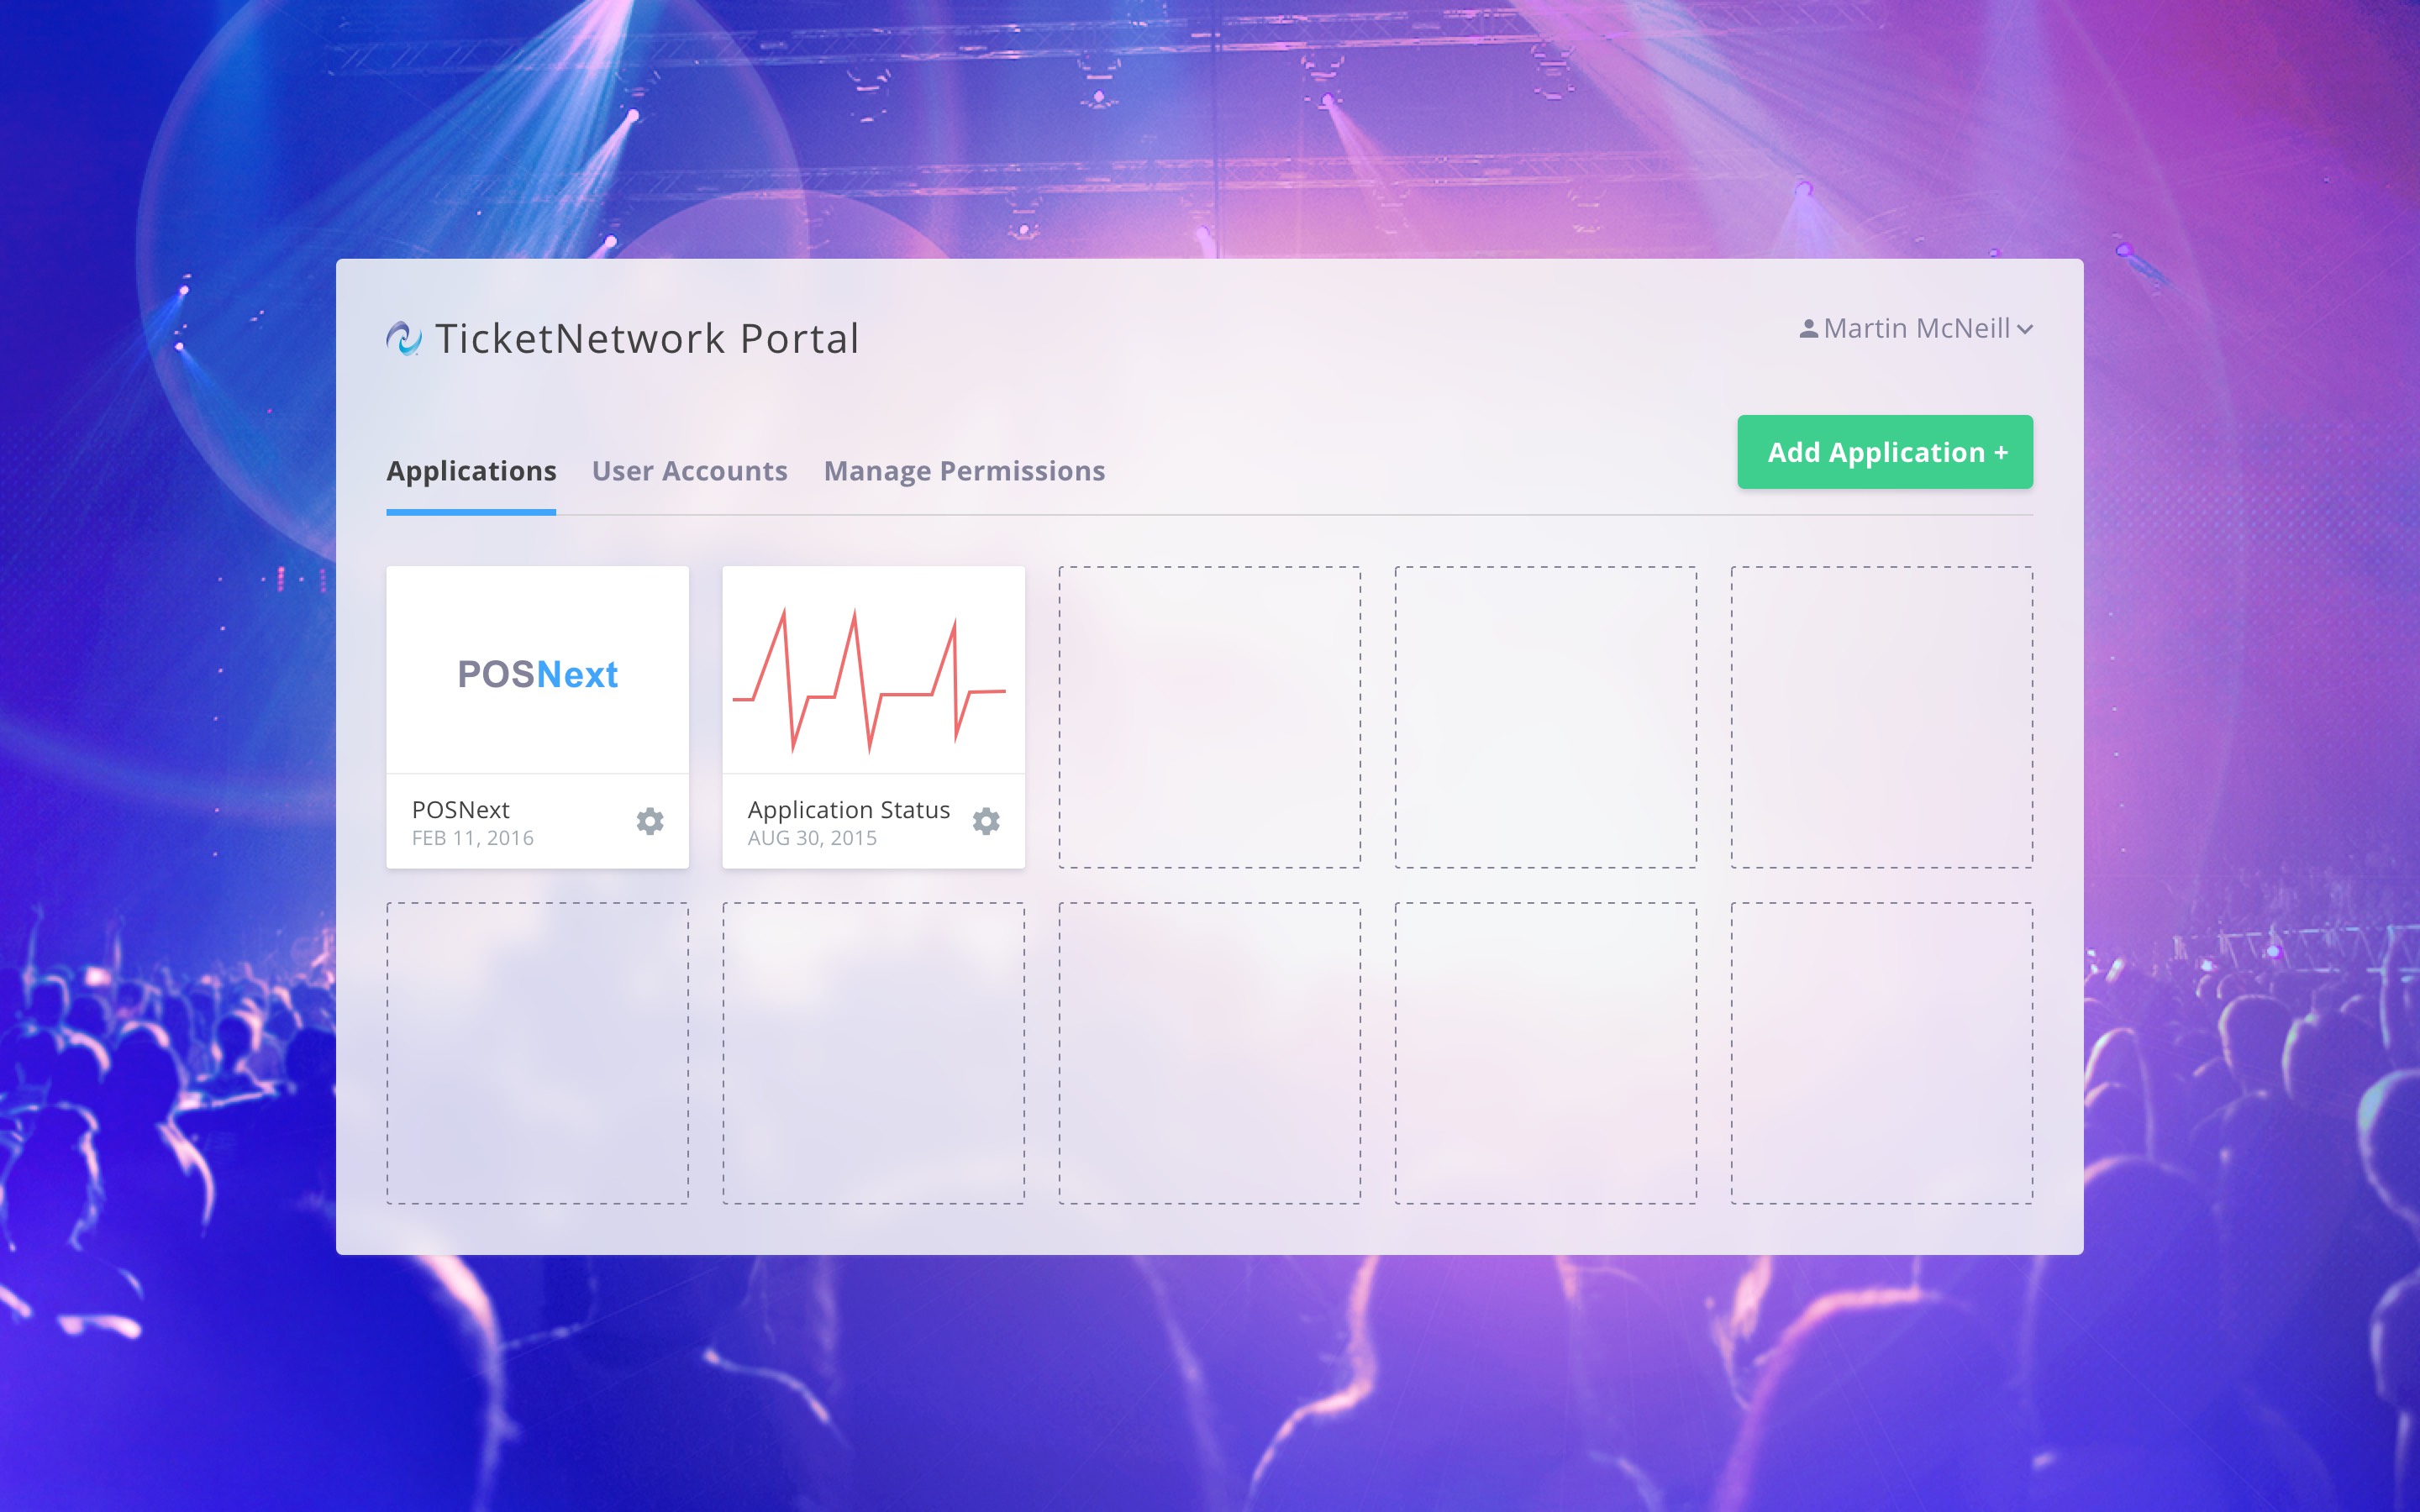 TicketNetwork Portal
Martin McNeill
Applications
User Accounts
Manage Permissions
Add Application +
POSNext
POSNext
FEB 11, 2016
Application Status
AUG 30, 2015